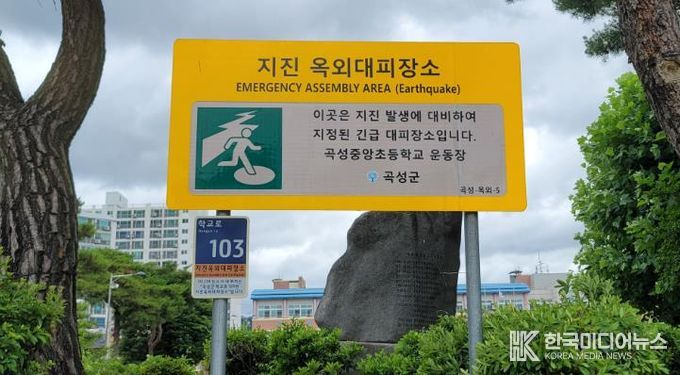 지진 옥외대피장소
EMERGENCY ASSEMBLY AREA (Earthquake)
이곳은 지진 발생에 대비하여
지정된 긴급 대피장소입니다.
곡성중앙초등학교 운동장
곡성군
곡성-옥외-5
학교로
103
지진옥외대피장소
HK 한국미디어뉴스
KOREA MEDIA NEWS